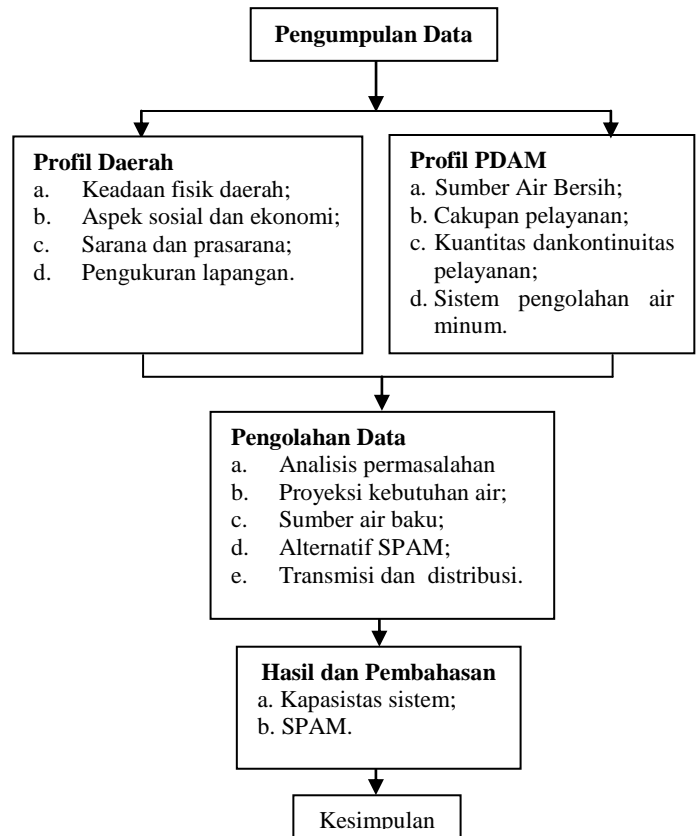 Pengumpulan Data
Profil Daerah
a. Keadaan fisik daerah;
b. Aspek sosial dan ekonomi;
c. Sarana dan prasarana;
d. Pengukuran lapangan.
Profil PDAM
a. Sumber Air Bersih;
b. Cakupan pelayanan;
c. Kuantitas dankontinuitas
pelayanan;
d. Sistem pengolahan air
minum.
Pengolahan Data
a. Analisis permasalahan
b. Proyeksi kebutuhan air;
c. Sumber air baku;
d. Alternatif SPAM;
e. Transmisi dan distribusi.
Hasil dan Pembahasan
a. Kapasistas sistem;
b. SPAM.
Kesimpulan